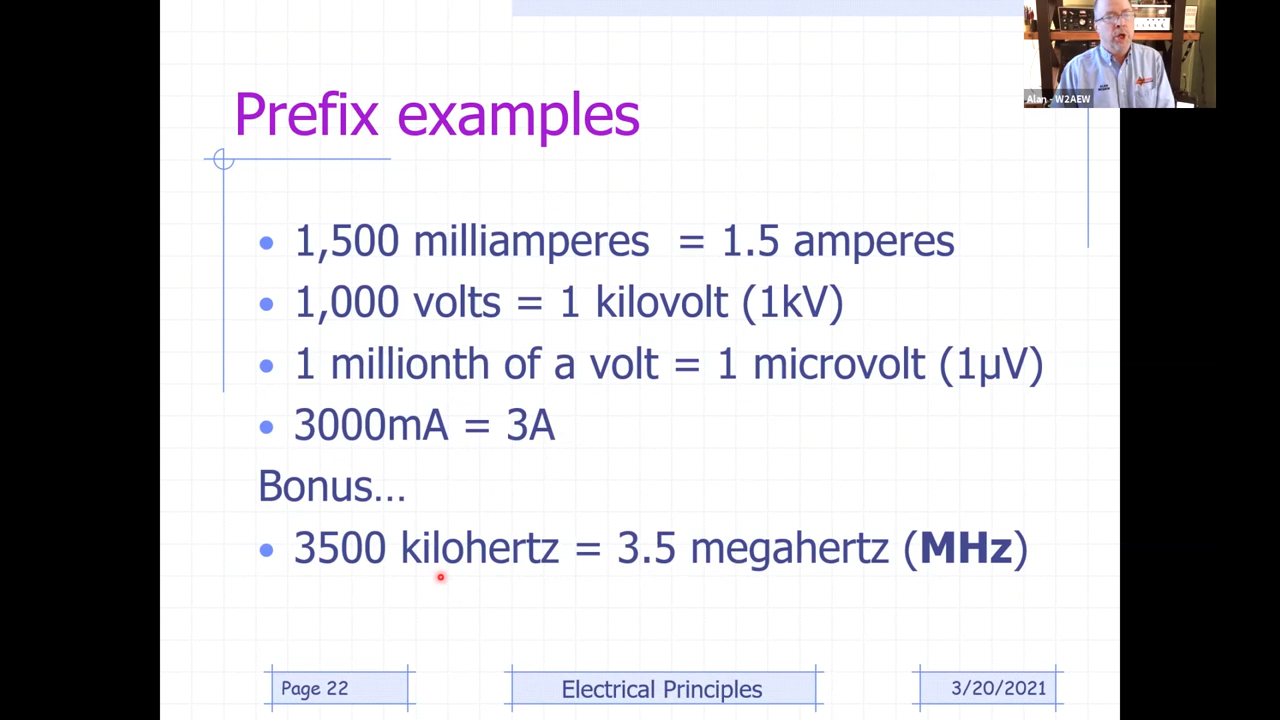 Alan - W2AEW
Prefix examples
1,500 milliamperes = 1.5 amperes
1,000 volts = 1 kilovolt (1kV)
1 millionth of a volt = 1 microvolt (1µV)
3000mA = 3A
Bonus...
3500 kilohertz = 3.5 megahertz (MHz)
Page 22
Electrical Principles
3/20/2021